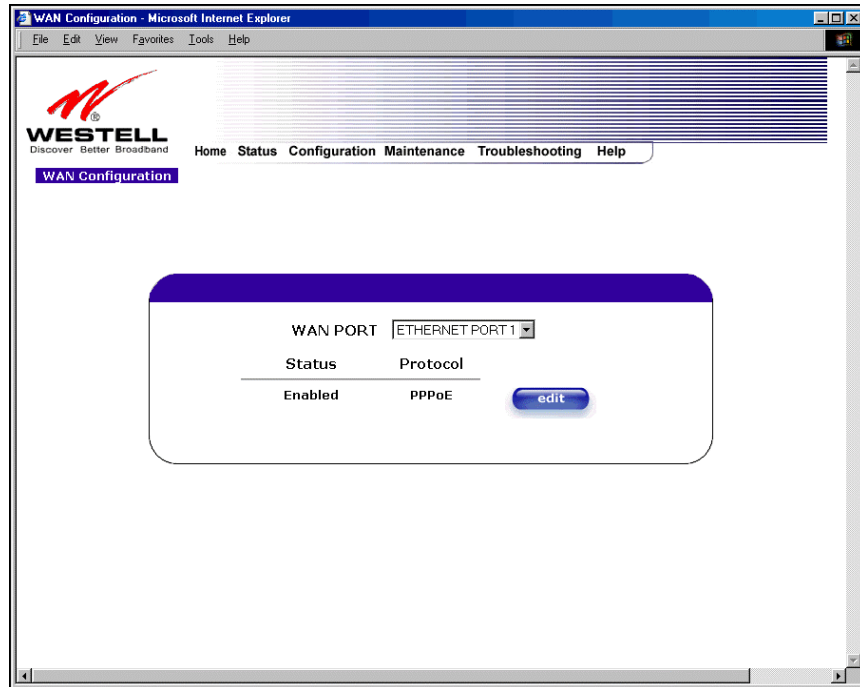 WAN Configuration - Microsoft Internet Explorer
File Edit View Favorites Tools Help
®
WESTELL
Discover Better Broadband
Home Status Configuration Maintenance Troubleshooting Help
WAN Configuration
WAN PORT ETHERNET PORT 1
Status Protocol
Enabled PPPoE edit